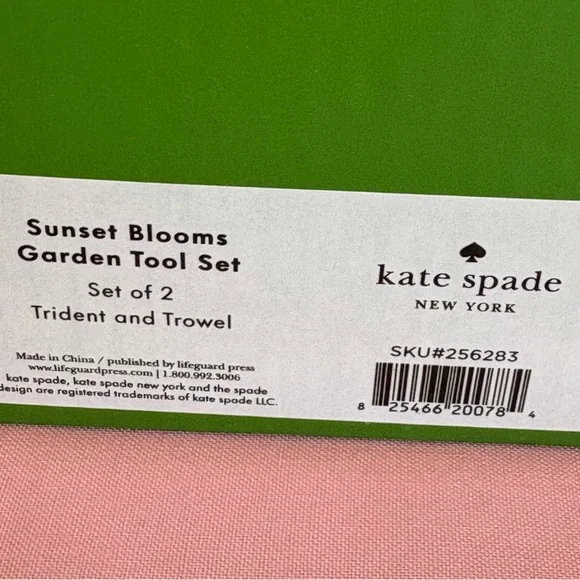 Sunset Blooms
Garden Tool Set
Set of 2
Trident and Trowel
Made in China / published by lifeguard press
www.lifeguardpress.com | 1.800.992.3006
kate spade, kate spade new york and the spade
design are registered trademarks of kate spade LLC.
kate spade
NEW YORK
SKU#256283
8 25466 20078 4